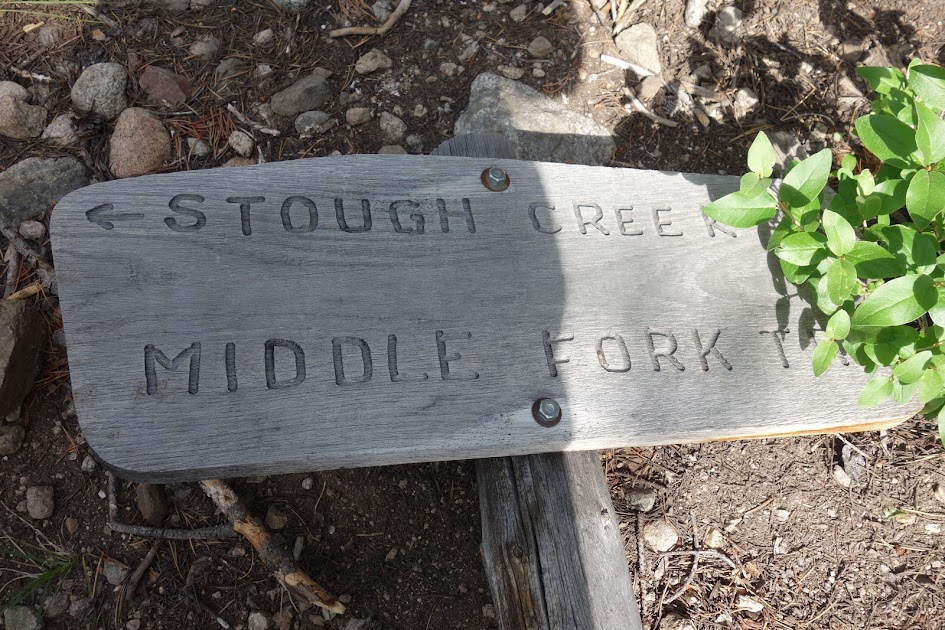 ← STOUGH CREEK
MIDDLE FORK